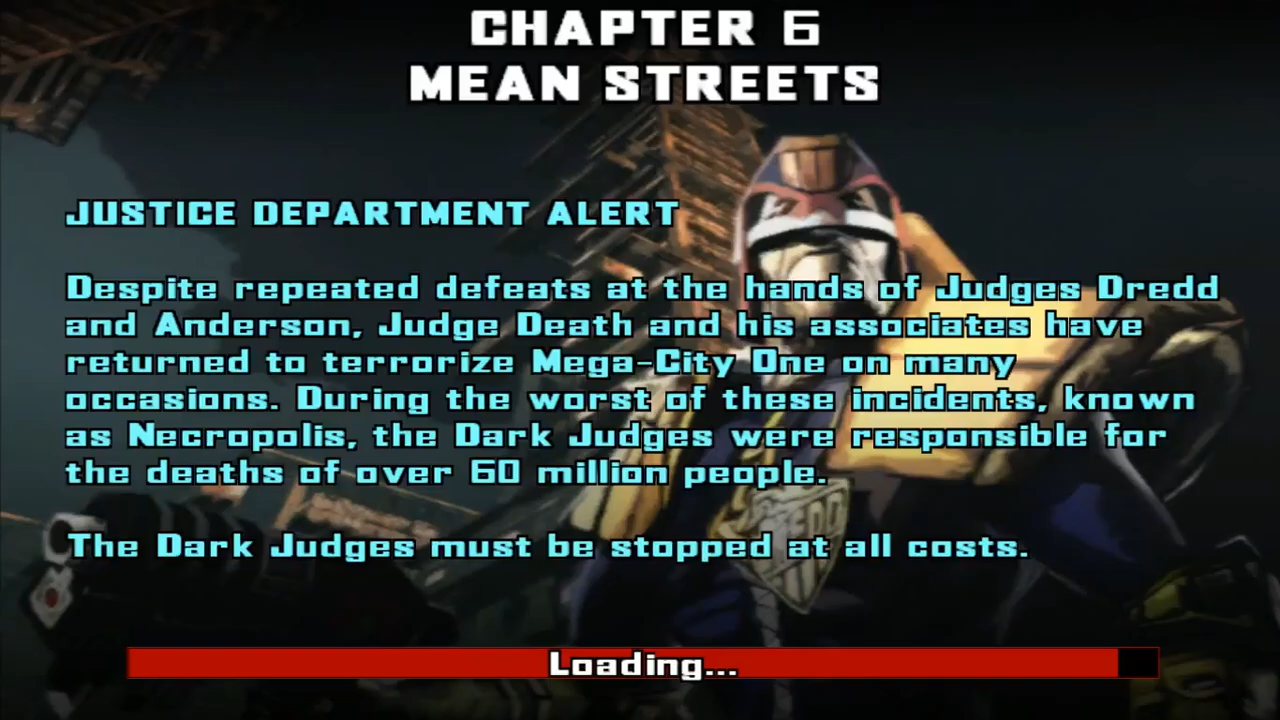 CHAPTER 6
MEAN STREETS
JUSTICE DEPARTMENT ALERT
Despite repeated defeats at the hands of Judges Dredd
and Anderson, Judge Death and his associates have
returned to terrorize Mega-City One on many
occasions. During the worst of these incidents, known
as Necropolis, the Dark Judges were responsible for
the deaths of over 60 million people.
The Dark Judges must be stopped at all costs.
DREDD
Loading...